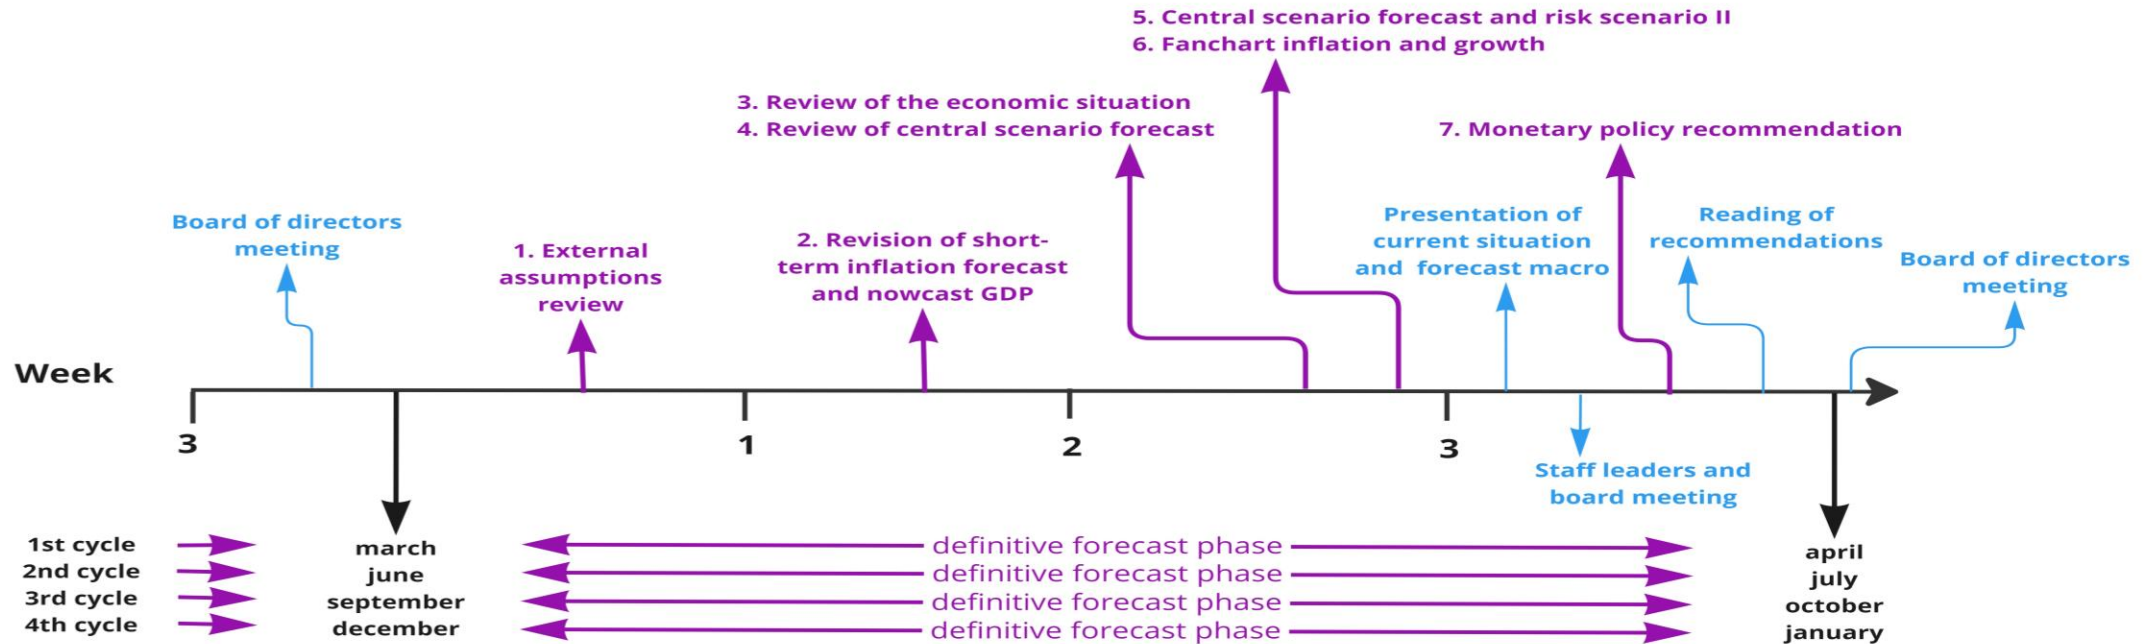 5. Central scenario forecast and risk scenario II
6. Fanchart inflation and growth
3. Review of the economic situation
4. Review of central scenario forecast
7. Monetary policy recommendation
Board of directors
meeting
1. External
assumptions
review
2. Revision of short-
term inflation forecast
and nowcast GDP
Presentation of
current situation
and forecast macro
Reading of
recommendations
Board of directors
meeting
Week
3
1
2
3
Staff leaders and
board meeting
1st cycle
2nd cycle
3rd cycle
4th cycle
march
june
september
december
definitive forecast phase
definitive forecast phase
definitive forecast phase
definitive forecast phase
april
july
october
january